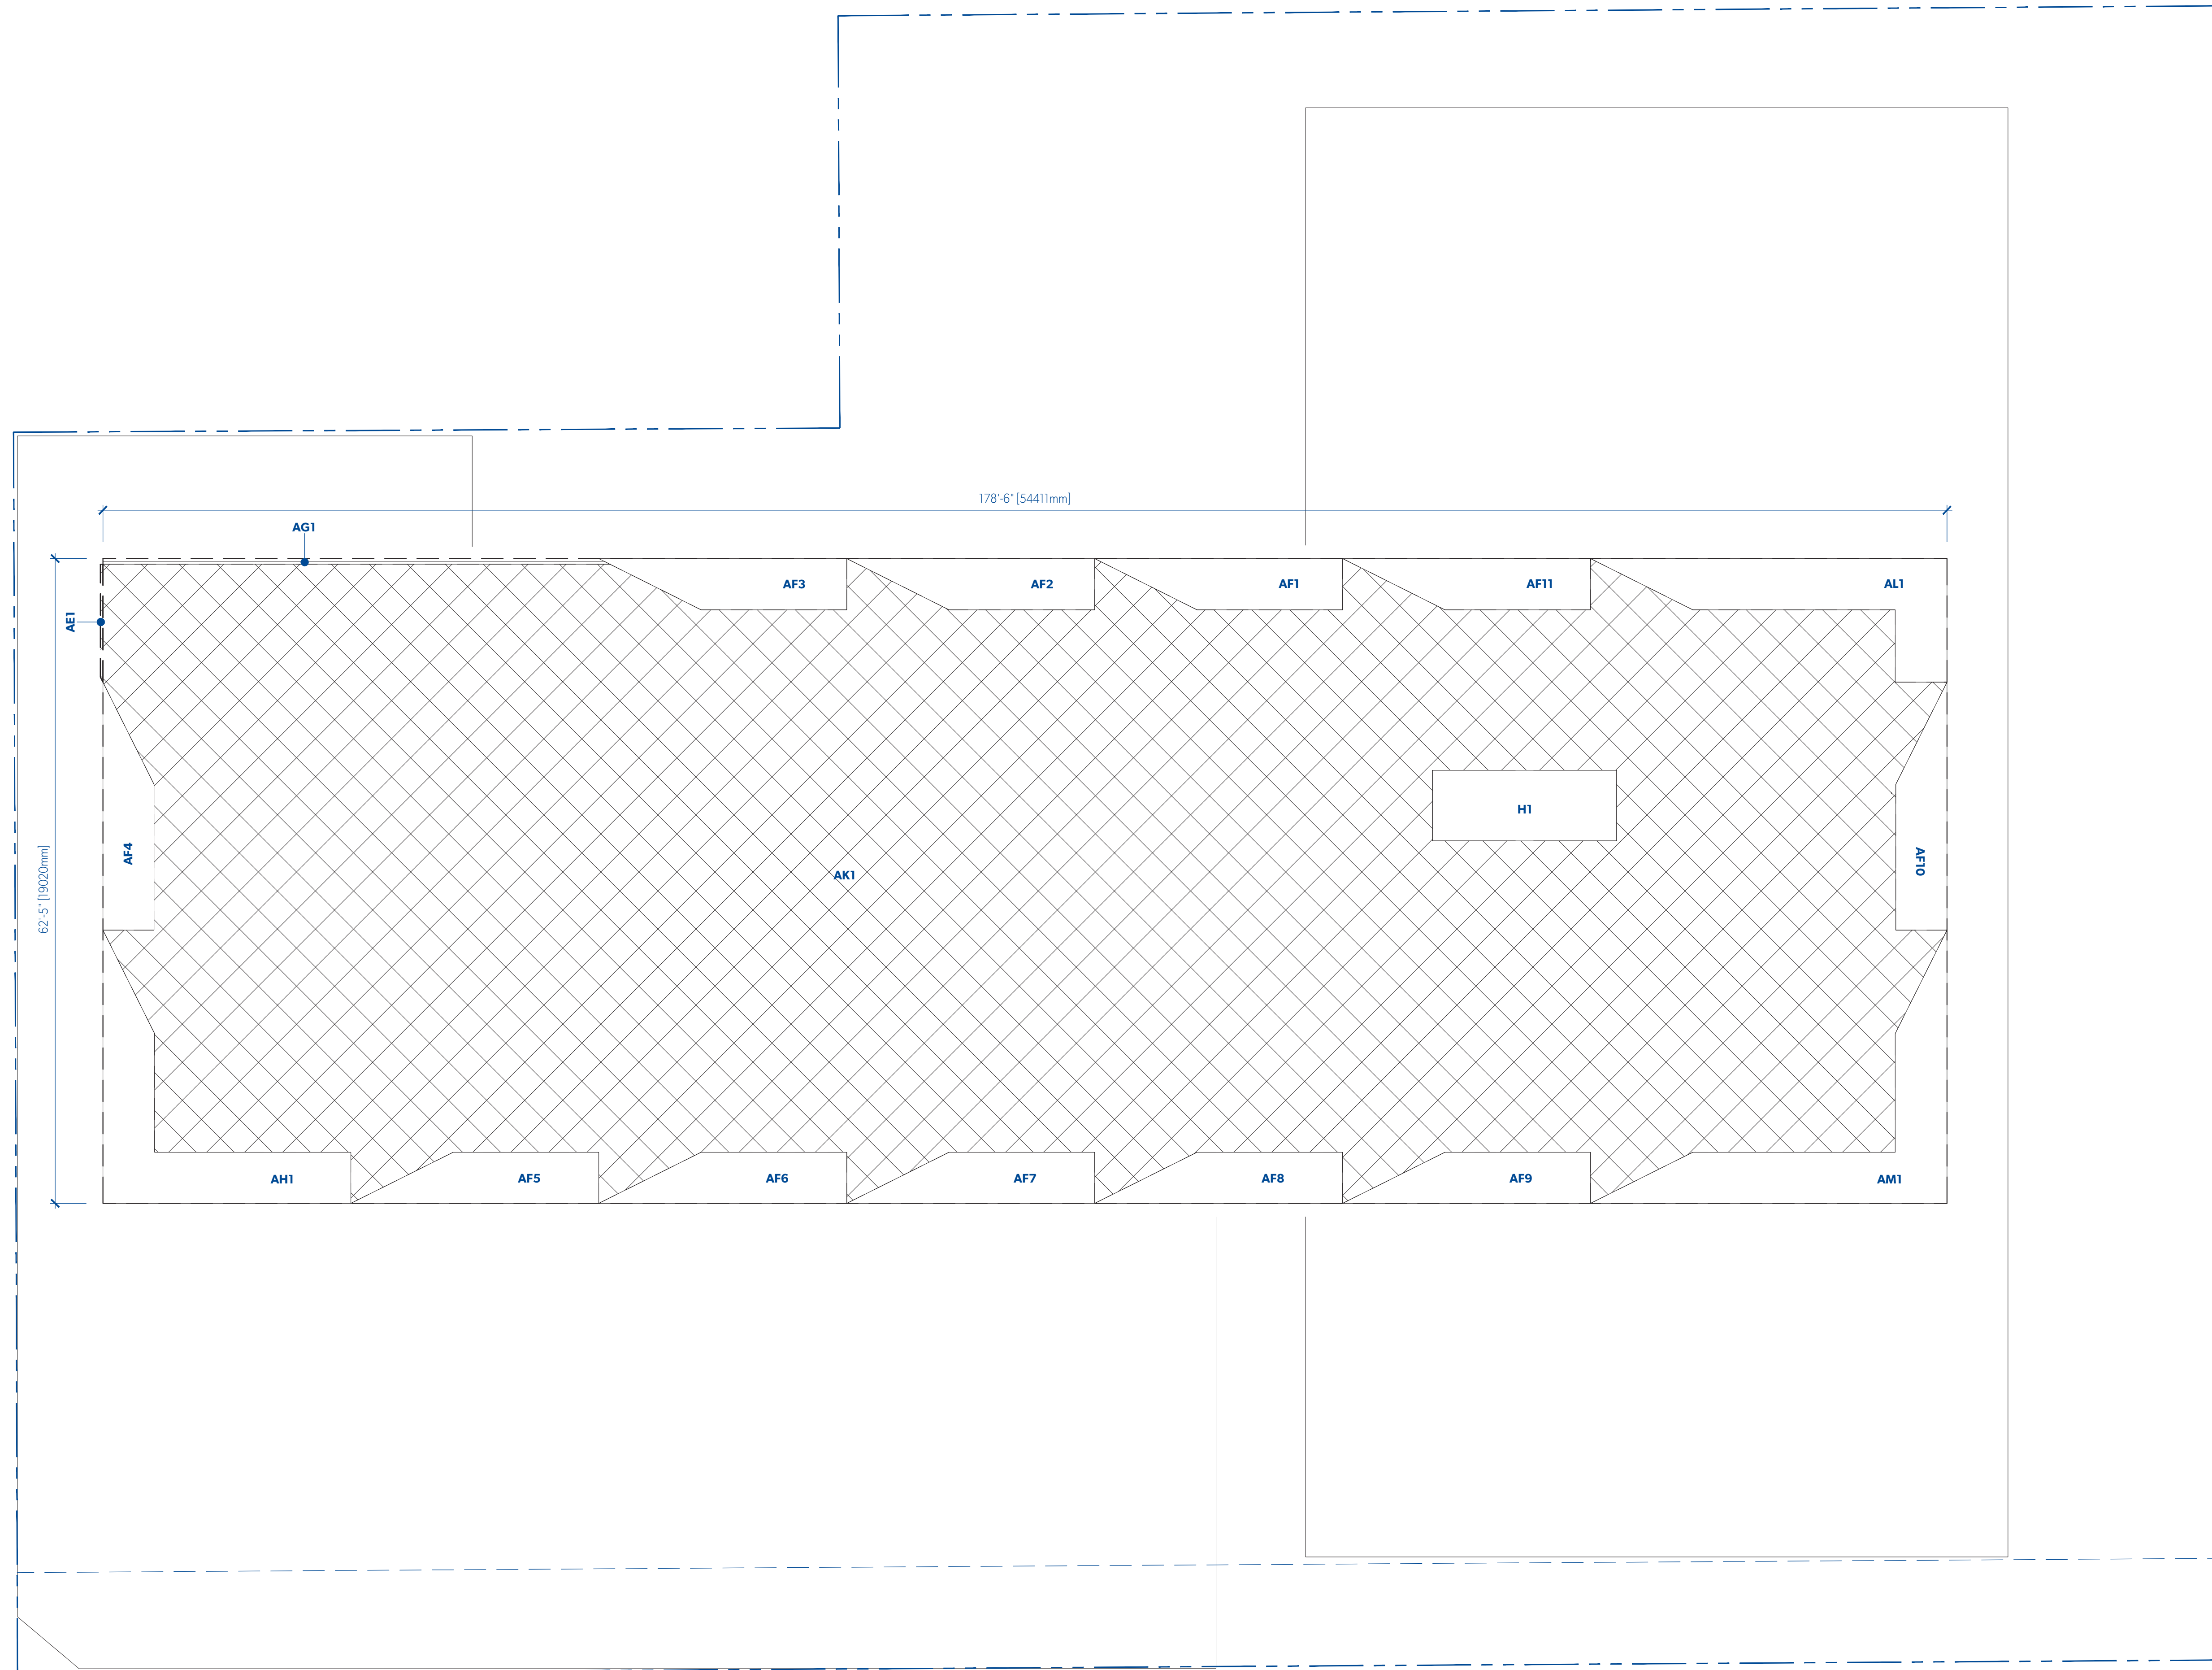 178'-6" [54411mm]
AG1
AF3
AF2
AF1
AF11
AL1
AE1
H1
AF4
AF10
62'-5" [19020mm]
AK1
AH1
AF5
AF6
AF7
AF8
AF9
AM1